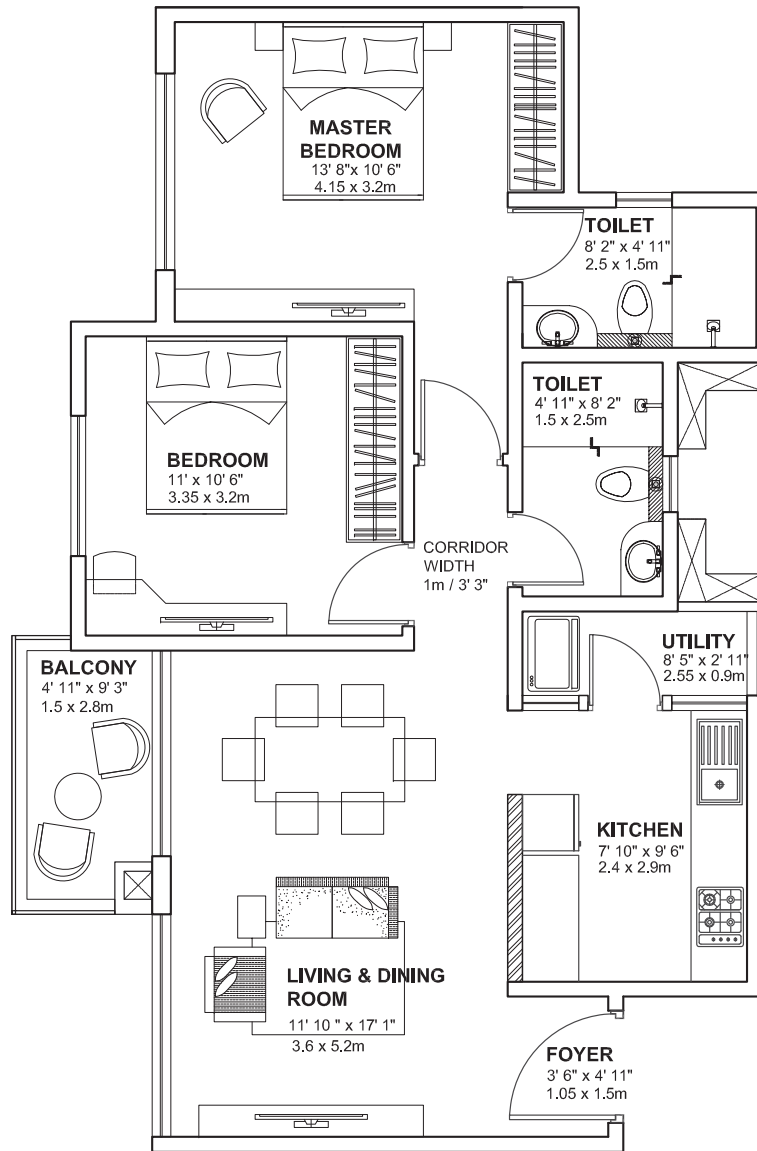 MASTER
BEDROOM
13' 8"x 10' 6"
4.15 x 3.2m
TOILET
8' 2" x 4' 11"
2.5 x 1.5m
TOILET
4' 11" x 8' 2"
1.5 x 2.5m
BEDROOM
11' x 10' 6"
3.35 x 3.2m
CORRIDOR
WIDTH
1m / 3' 3"
UTILITY
8' 5" x 2' 11"
2.55 x 0.9m
BALCONY
4' 11" x 9' 3"
1.5 x 2.8m
KITCHEN
7' 10" x 9' 6"
2.4 x 2.9m
LIVING & DINING
ROOM
11' 10 " x 17' 1"
3.6 x 5.2m
FOYER
3' 6" x 4' 11"
1.05 x 1.5m